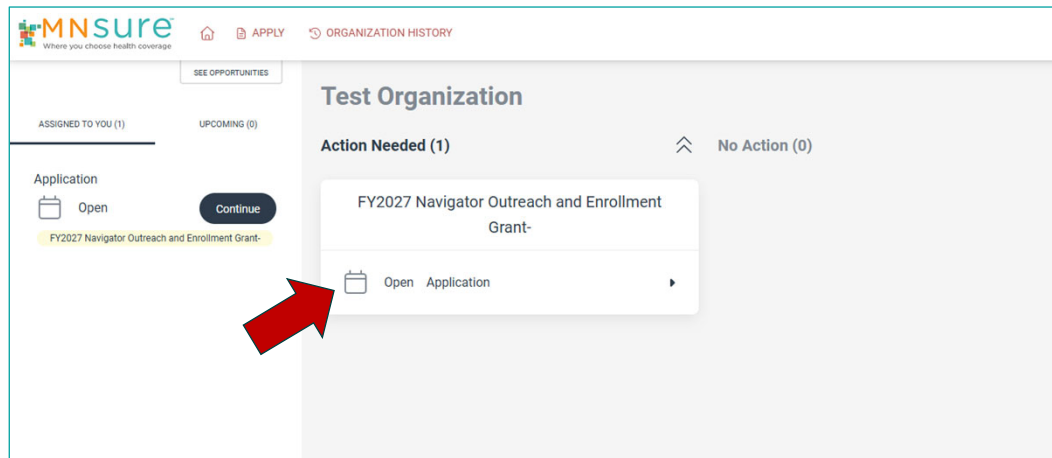 MNsure
Where you choose health coverage
APPLY
ORGANIZATION HISTORY
SEE OPPORTUNITIES
ASSIGNED TO YOU (1)
UPCOMING (0)
Application
Open
Continue
FY2027 Navigator Outreach and Enrollment Grant-
Test Organization
Action Needed (1)
No Action (0)
FY2027 Navigator Outreach and Enrollment
Grant-
Open Application